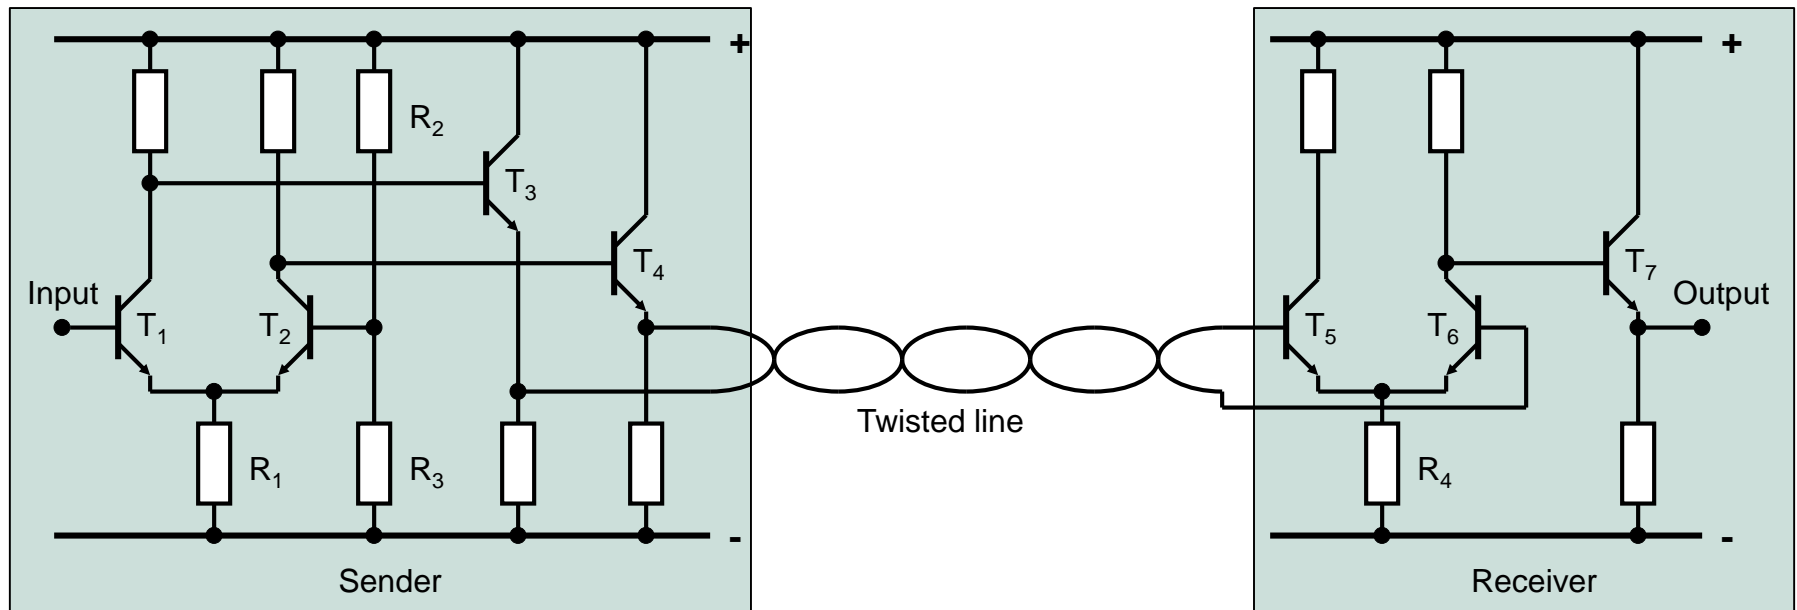 +
+
R₂
T₃
T₄
T₇
Input
Output
T₁
T₂
T₅
T₆
Twisted line
R₁
R₃
R₄
-
-
Sender
Receiver